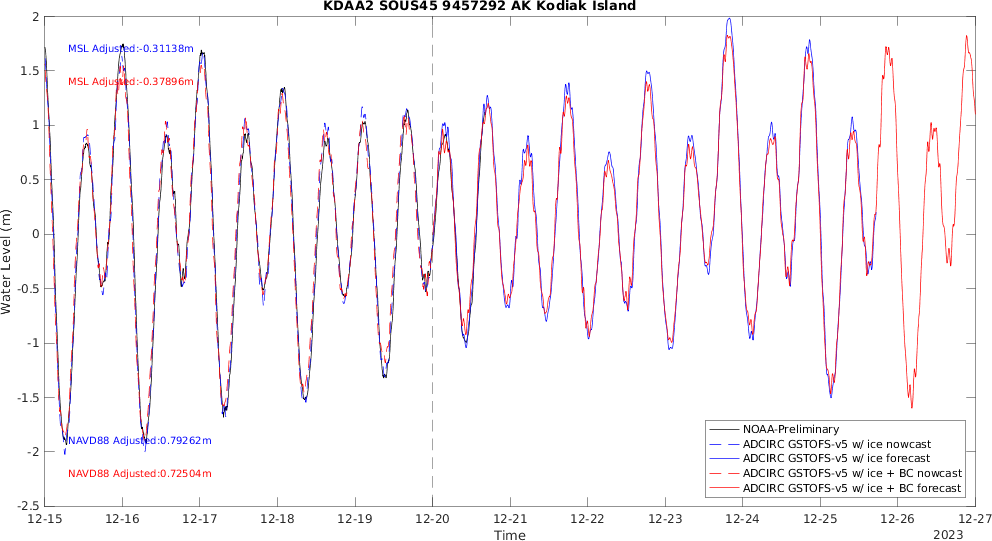 KDAA2 SOUS45 9457292 AK Kodiak Island
MSL Adjusted:-0.31138m
MSL Adjusted:-0.37896m
NAVD88 Adjusted:0.79262m
NAVD88 Adjusted:0.72504m
Water Level (m)
2
1.5
1
0.5
0
-0.5
-1
-1.5
-2
-2.5
NOAA-Preliminary
ADCIRC GSTOFS-v5 w/ ice nowcast
ADCIRC GSTOFS-v5 w/ ice forecast
ADCIRC GSTOFS-v5 w/ ice + BC nowcast
ADCIRC GSTOFS-v5 w/ ice + BC forecast
12-15 12-16 12-17 12-18 12-19 12-20 12-21 12-22 12-23 12-24 12-25 12-26 12-27
Time
2023